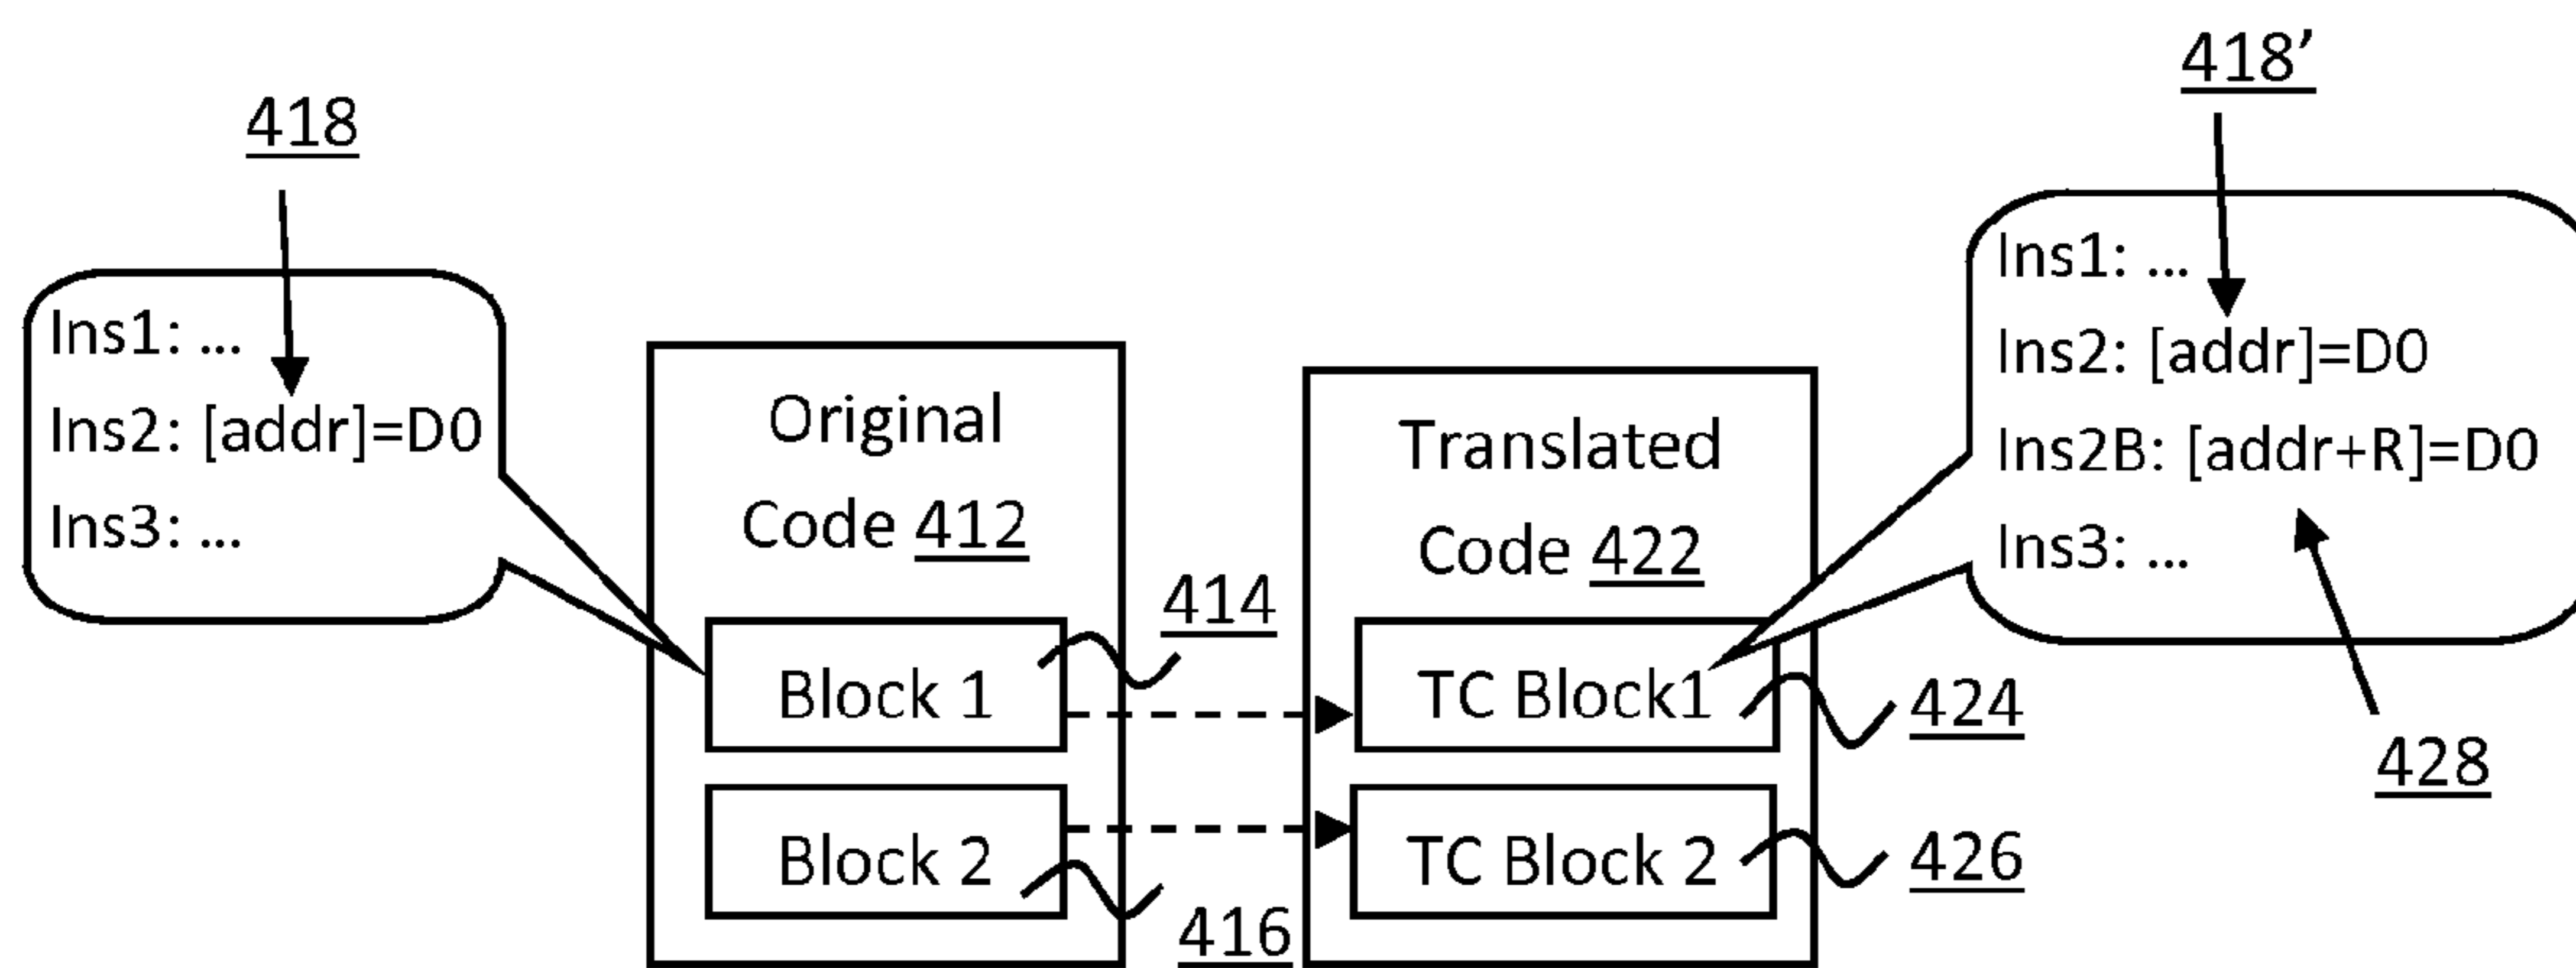 418
Ins1: ...
Ins2: [addr]=D0
Ins3: ...
Original
Code 412
Block 1
414
Block 2
416
Translated
Code 422
TC Block1
424
TC Block 2
426
418’
Ins1: ...
Ins2: [addr]=D0
Ins2B: [addr+R]=D0
Ins3: ...
428